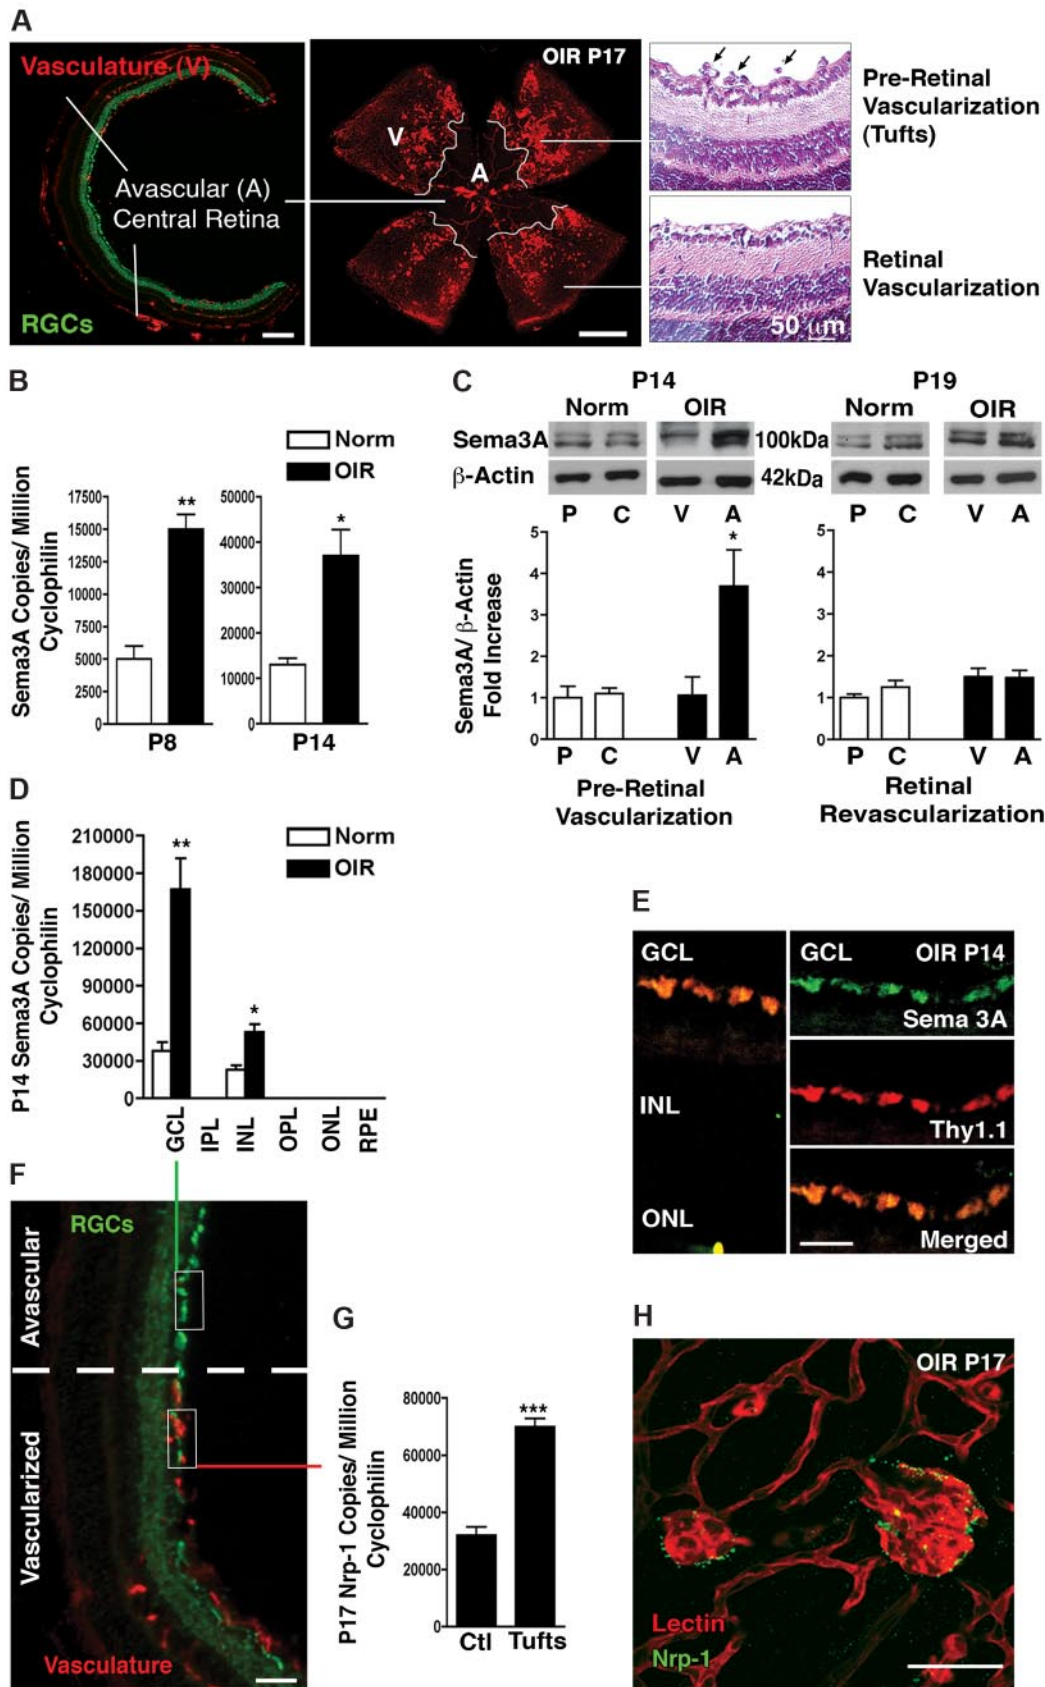 A
Vasculature (V)
Avascular (A)
Central Retina
RGCs
OIR P17
V
A
Pre-Retinal
Vascularization
(Tufts)
Retinal
Vascularization
50 μm
B
Norm
OIR
Sema3A Copies/ Million
Cyclophilin
17500
15000
12500
10000
7500
5000
2500
0
**
P8
50000
40000
30000
20000
10000
0
*
P14
C
P14
P19
Norm
OIR
Norm
OIR
Sema3A
100kDa
β-Actin
42kDa
P C V A
P C V A
Sema3A/ β-Actin
Fold Increase
5
4
3
2
1
0
*
P C V A
Pre-Retinal
Vascularization
5
4
3
2
1
0
P C V A
Retinal
Revascularization
D
Norm
OIR
P14 Sema3A Copies/ Million
Cyclophilin
210000
180000
150000
120000
90000
60000
30000
0
**
*
GCL
IPL
INL
OPL
ONL
RPE
E
GCL
INL
ONL
GCL OIR P14
Sema 3A
Thy1.1
Merged
F
RGCs
Avascular
Vascularized
Vasculature
G
P17 Nrp-1 Copies/ Million
Cyclophilin
80000
60000
40000
20000
0
***
Ctl Tufts
H
OIR P17
Lectin
Nrp-1